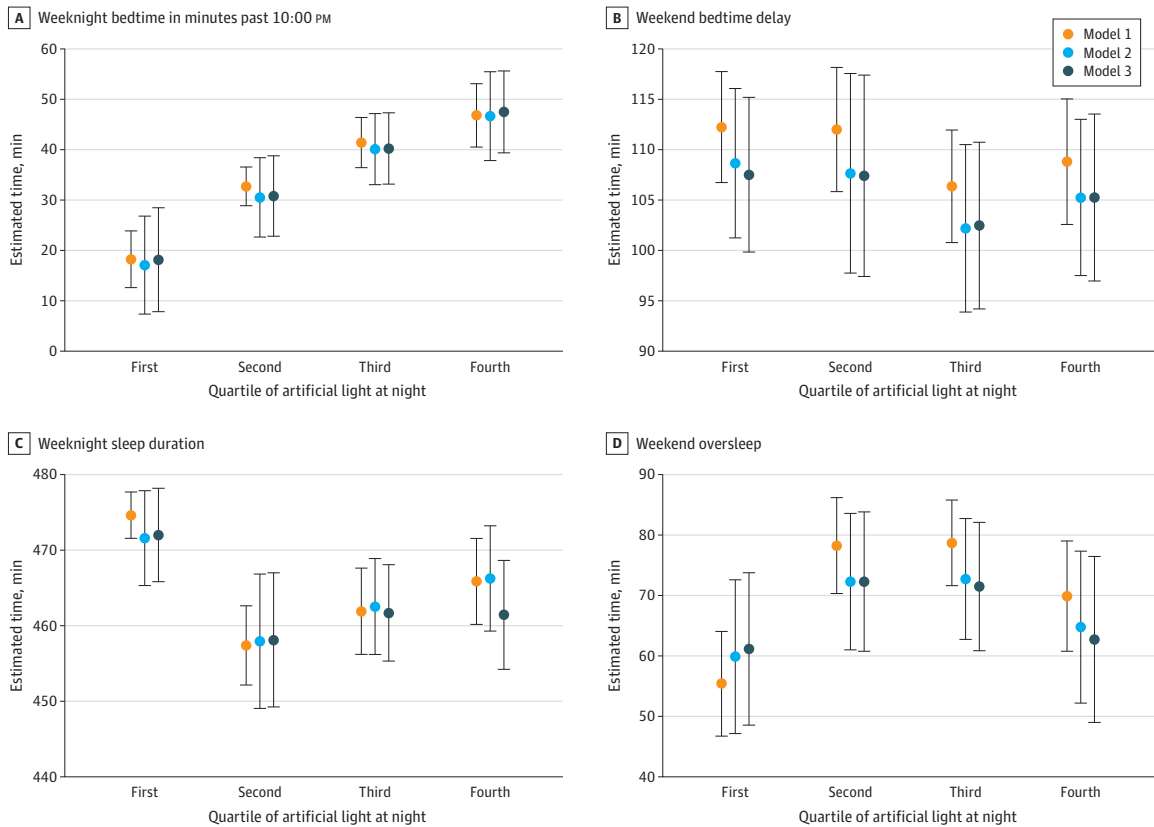 A Weeknight bedtime in minutes past 10:00 PM
60
50
40
30
20
10
0
Estimated time, min
First Second Third Fourth
Quartile of artificial light at night
B Weekend bedtime delay
Model 1
Model 2
Model 3
120
115
110
105
100
95
90
Estimated time, min
First Second Third Fourth
Quartile of artificial light at night
C Weeknight sleep duration
480
470
460
450
440
Estimated time, min
First Second Third Fourth
Quartile of artificial light at night
D Weekend oversleep
90
80
70
60
50
40
Estimated time, min
First Second Third Fourth
Quartile of artificial light at night